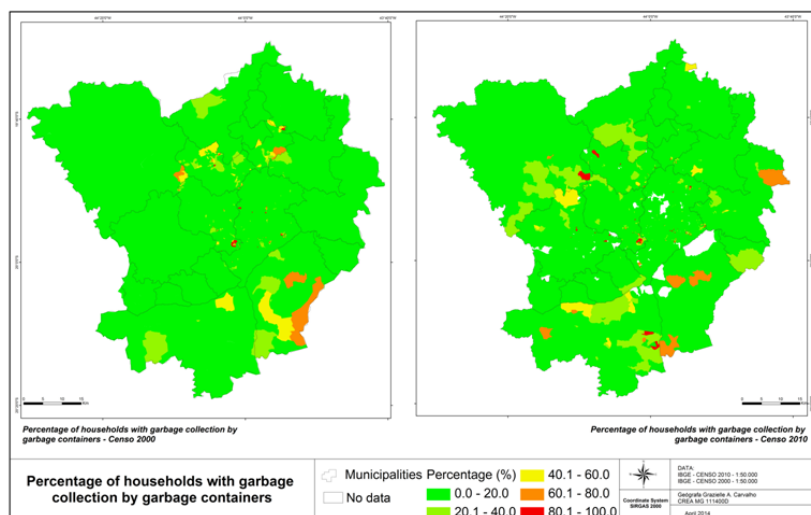 Percentage of households with garbage collection by
garbage containers - Censo 2000
Percentage of households with garbage collection by
garbage containers - Censo 2010
Percentage of households with garbage
collection by garbage containers
Municipalities
No data
Percentage (%)
0.0 - 20.0
20.1 - 40.0
40.1 - 60.0
60.1 - 80.0
80.1 - 100.0
Coordinate System
SIRGAS 2000
DATA:
IBGE - CENSO 2010 - 1:50.000
IBGE - CENSO 2000 - 1:50.000
Geógrafa Grazielle A. Carvalho
CREA MG 111400D
April 2014